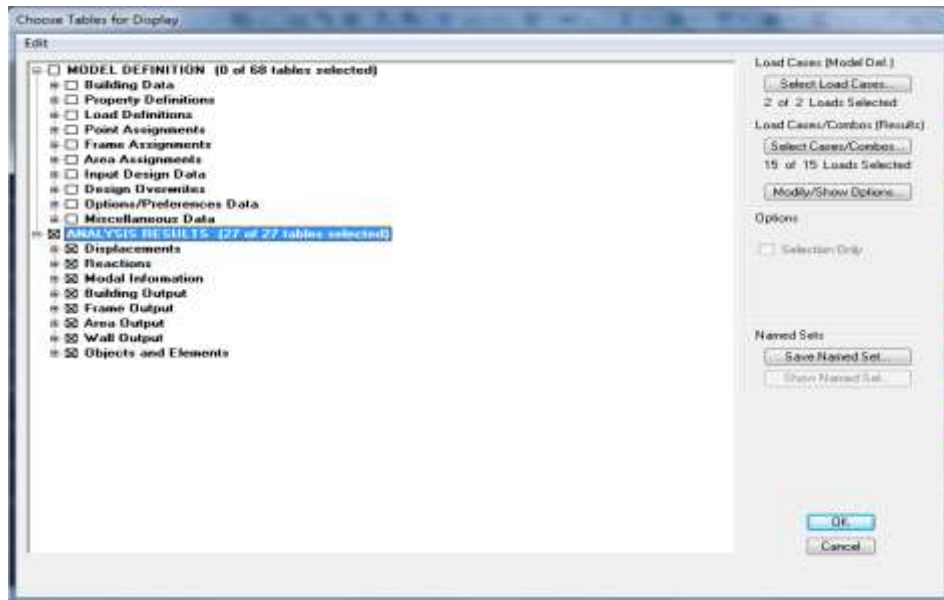 Choose Tables for Display
Edit
MODEL DEFINITION (0 of 68 tables selected)
Building Data
Property Definitions
Load Definitions
Point Assignments
Frame Assignments
Area Assignments
Input Design Data
Design Overwrites
Options/Preferences Data
Miscellaneous Data
ANALYSIS RESULTS (27 of 27 tables selected)
Displacements
Reactions
Modal Information
Building Output
Frame Output
Area Output
Wall Output
Objects and Elements
Load Cases (Model Def.)
Select Load Cases...
2 of 2 Loads Selected
Load Cases/Combos (Results)
Select Cases/Combos...
15 of 15 Loads Selected
Modify/Show Options...
Options
Selection Only
Named Sets
Save Named Set...
Show Named Set...
OK
Cancel